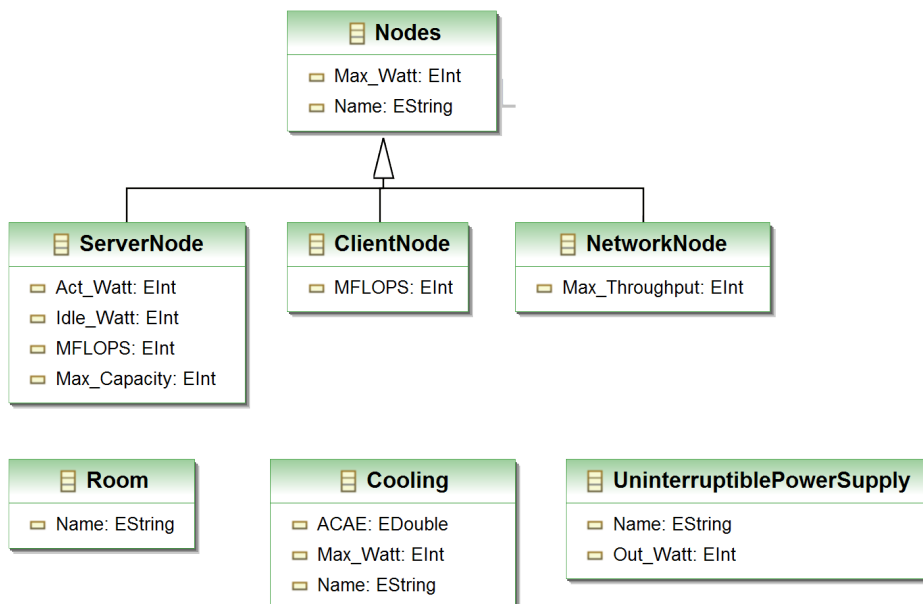 Nodes
Max_Watt: EInt
Name: EString
ServerNode
Act_Watt: EInt
Idle_Watt: EInt
MFLOPS: EInt
Max_Capacity: EInt
ClientNode
MFLOPS: EInt
NetworkNode
Max_Throughput: EInt
Room
Name: EString
Cooling
ACAE: EDouble
Max_Watt: EInt
Name: EString
UninterruptiblePowerSupply
Name: EString
Out_Watt: EInt